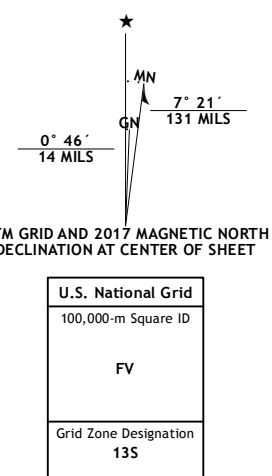 ★
MN
GN
7° 21´
131 MILS
0° 46´
14 MILS
TM GRID AND 2017 MAGNETIC NORTH
DECLINATION AT CENTER OF SHEET
U.S. National Grid
100,000-m Square ID
FV
Grid Zone Designation
13S